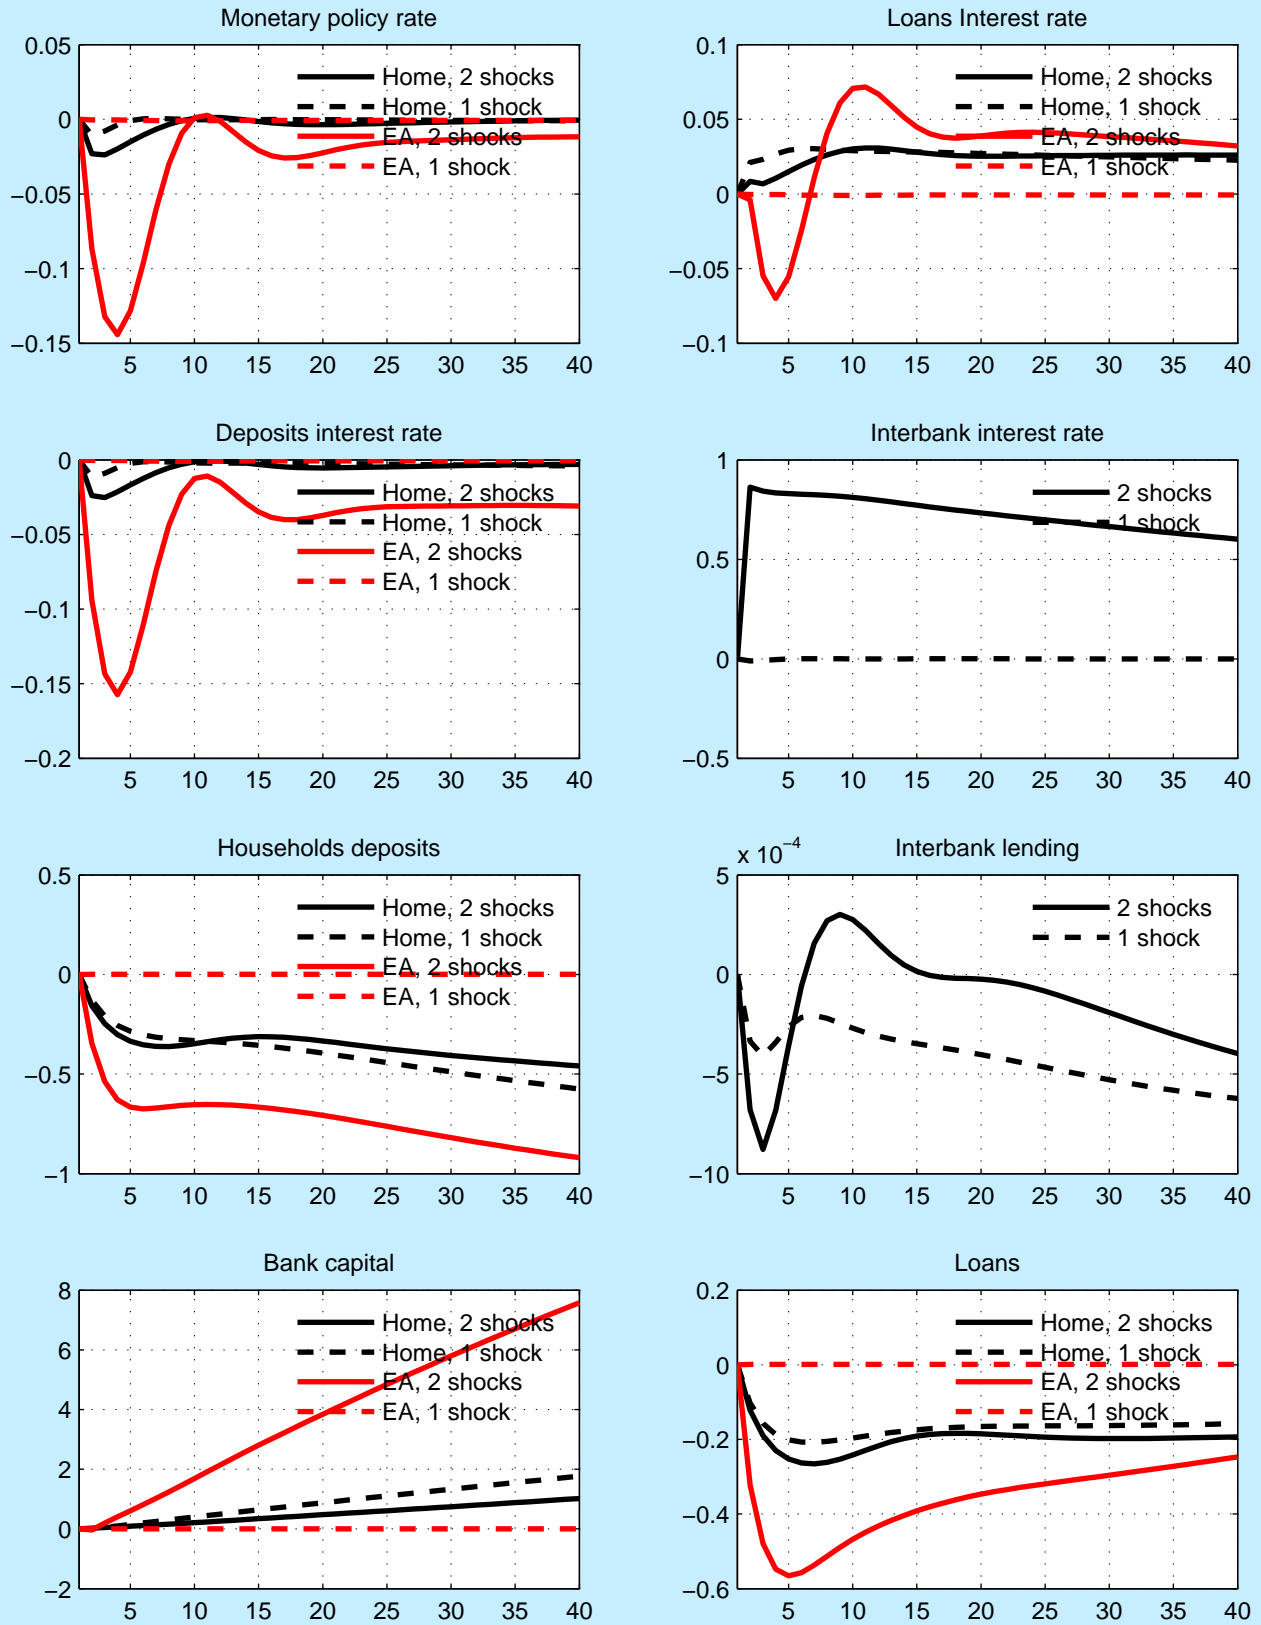 Monetary policy rate
0.05
0
−0.05
−0.1
−0.15
5 10 15 20 25 30 35 40
Home, 2 shocks
Home, 1 shock
EA, 2 shocks
EA, 1 shock
Loans Interest rate
0.1
0.05
0
−0.05
−0.1
5 10 15 20 25 30 35 40
Home, 2 shocks
Home, 1 shock
EA, 2 shocks
EA, 1 shock
Deposits interest rate
0
−0.05
−0.1
−0.15
−0.2
5 10 15 20 25 30 35 40
Home, 2 shocks
Home, 1 shock
EA, 2 shocks
EA, 1 shock
Interbank interest rate
1
0.5
0
−0.5
5 10 15 20 25 30 35 40
2 shocks
1 shock
Households deposits
0.5
0
−0.5
−1
5 10 15 20 25 30 35 40
Home, 2 shocks
Home, 1 shock
EA, 2 shocks
EA, 1 shock
Interbank lending
x 10−4
5
0
−5
−10
5 10 15 20 25 30 35 40
2 shocks
1 shock
Bank capital
8
6
4
2
0
−2
5 10 15 20 25 30 35 40
Home, 2 shocks
Home, 1 shock
EA, 2 shocks
EA, 1 shock
Loans
0.2
0
−0.2
−0.4
−0.6
5 10 15 20 25 30 35 40
Home, 2 shocks
Home, 1 shock
EA, 2 shocks
EA, 1 shock